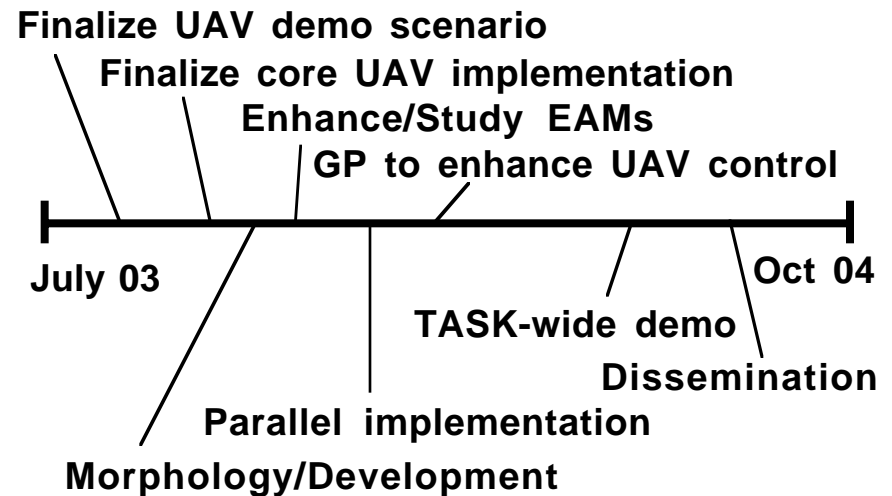 Finalize UAV demo scenario
Finalize core UAV implementation
Enhance/Study EAMs
GP to enhance UAV control
July 03
Oct 04
TASK-wide demo
Dissemination
Parallel implementation
Morphology/Development